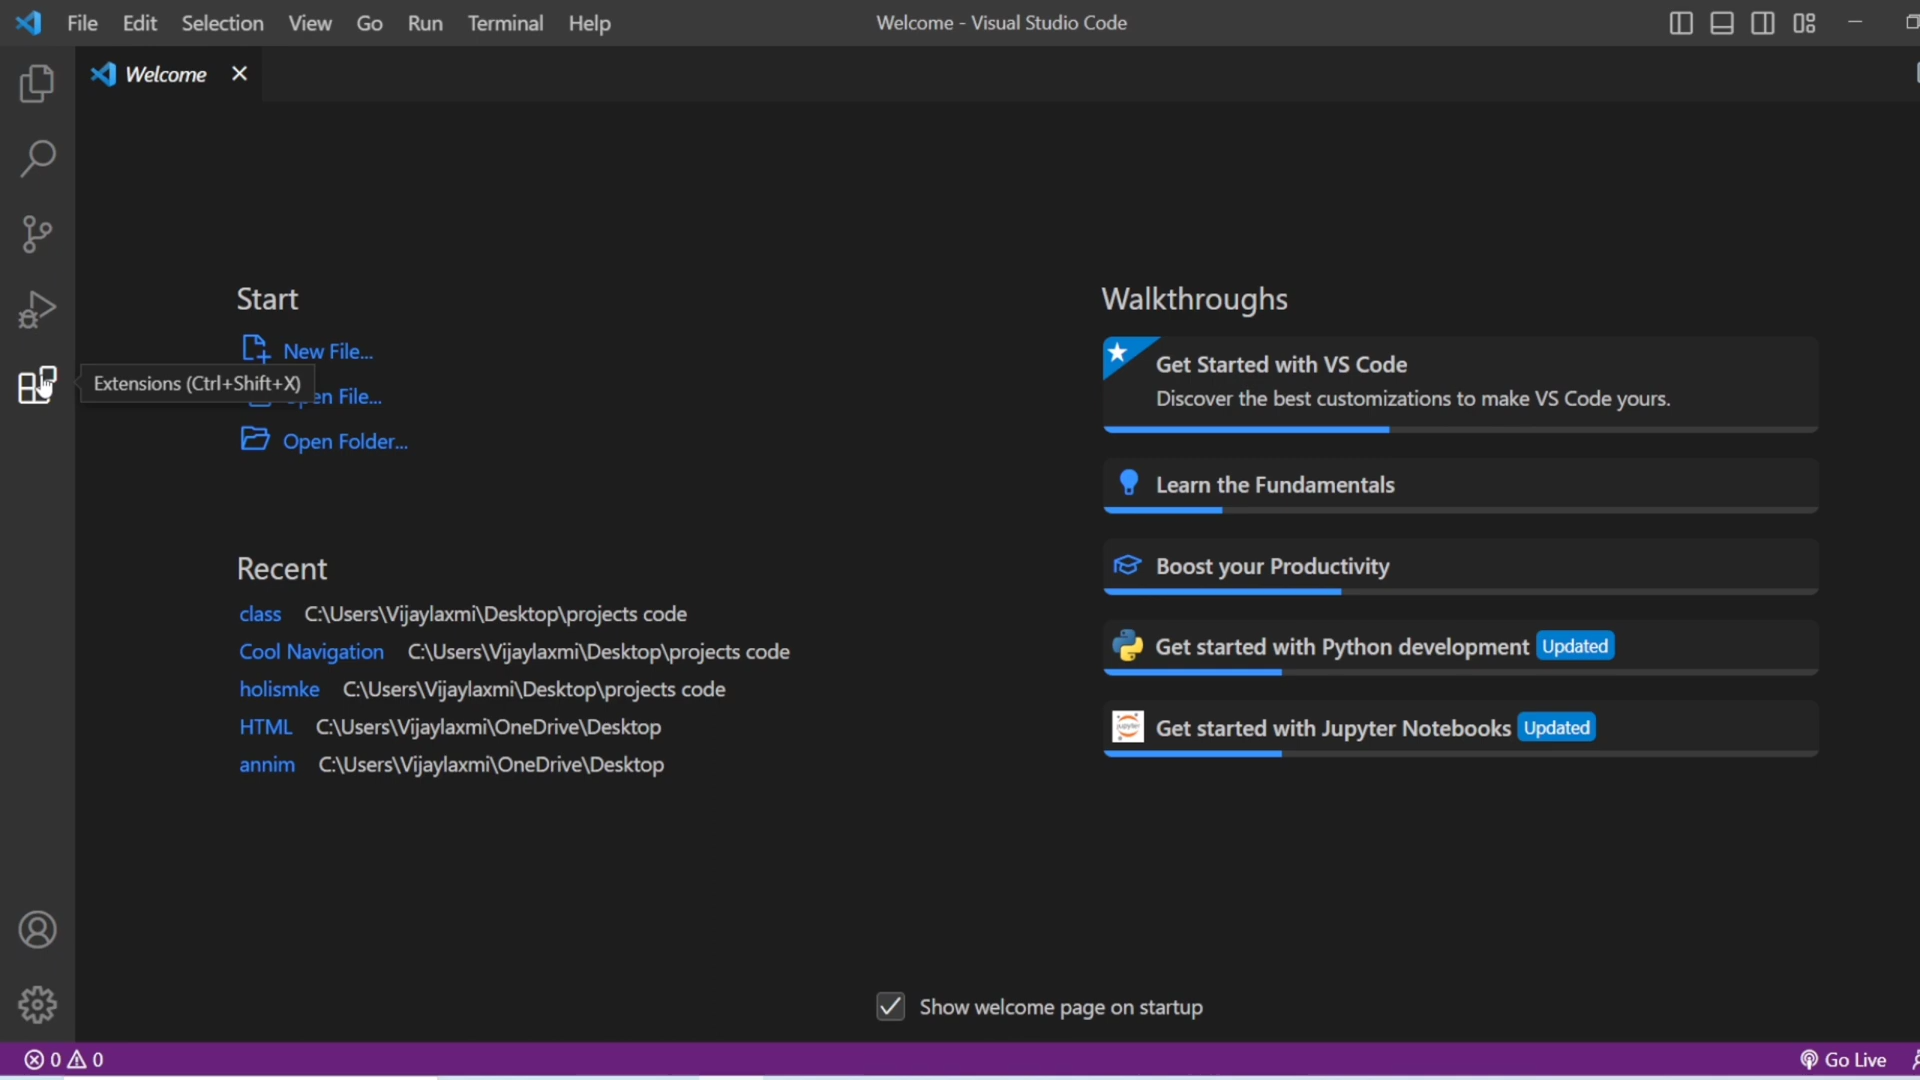 File Edit Selection View Go Run Terminal Help
Welcome - Visual Studio Code
Welcome
Start
New File...
Extensions (Ctrl+Shift+X)
pen File...
Open Folder...
Recent
class C:\Users\Vijaylaxmi\Desktop\projects code
Cool Navigation C:\Users\Vijaylaxmi\Desktop\projects code
holismke C:\Users\Vijaylaxmi\Desktop\projects code
HTML C:\Users\Vijaylaxmi\OneDrive\Desktop
annim C:\Users\Vijaylaxmi\OneDrive\Desktop
Walkthroughs
Get Started with VS Code
Discover the best customizations to make VS Code yours.
Learn the Fundamentals
Boost your Productivity
Get started with Python development Updated
Get started with Jupyter Notebooks Updated
Show welcome page on startup
0 0
Go Live